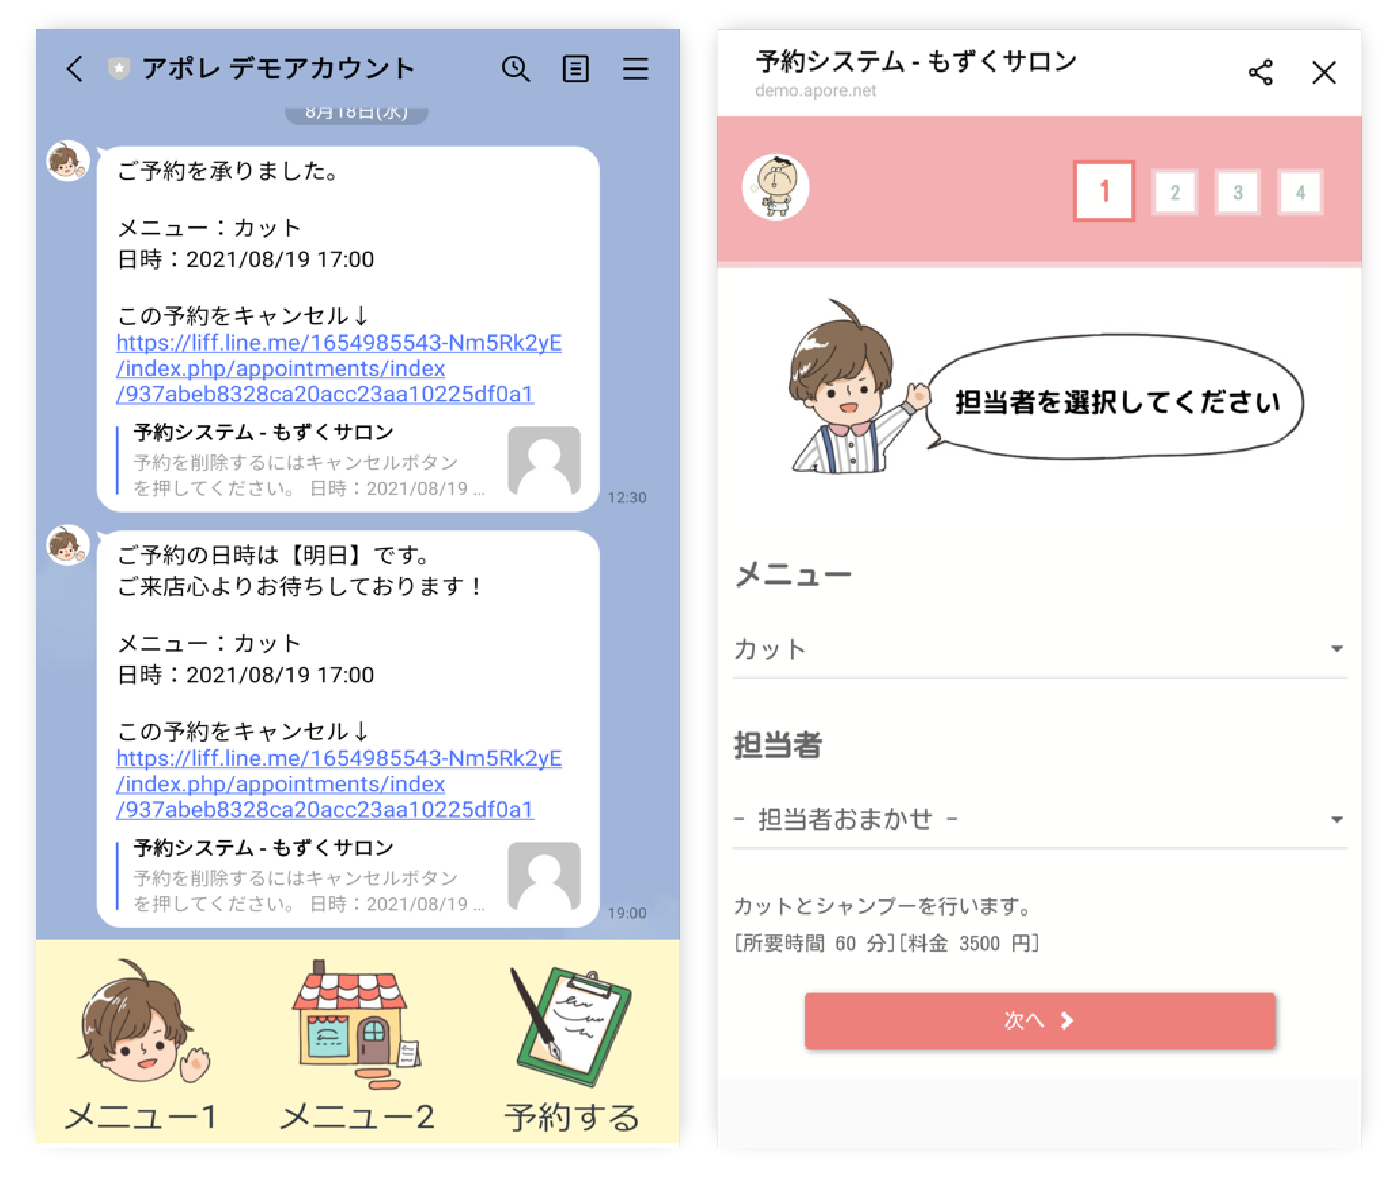 アポレ デモアカウント
8月18日(水)
ご予約を承りました。
メニュー：カット
日時：2021/08/19 17:00
この予約をキャンセル↓
https://liff.line.me/1654985543-Nm5Rk2yE
/index.php/appointments/index
/937abeb8328ca20acc23aa10225df0a1
予約システム - もずくサロン
予約を削除するにはキャンセルボタン
を押してください。 日時：2021/08/19 ...
12:30
ご予約の日時は【明日】です。
ご来店心よりお待ちしております！
メニュー：カット
日時：2021/08/19 17:00
この予約をキャンセル↓
https://liff.line.me/1654985543-Nm5Rk2yE
/index.php/appointments/index
/937abeb8328ca20acc23aa10225df0a1
予約システム - もずくサロン
予約を削除するにはキャンセルボタン
を押してください。 日時：2021/08/19 ...
19:00
メニュー1
メニュー2
予約する
予約システム - もずくサロン
demo.apore.net
1
2
3
4
担当者を選択してください
メニュー
カット
担当者
- 担当者おまかせ -
カットとシャンプーを行います。
[所要時間 60 分][料金 3500 円]
次へ